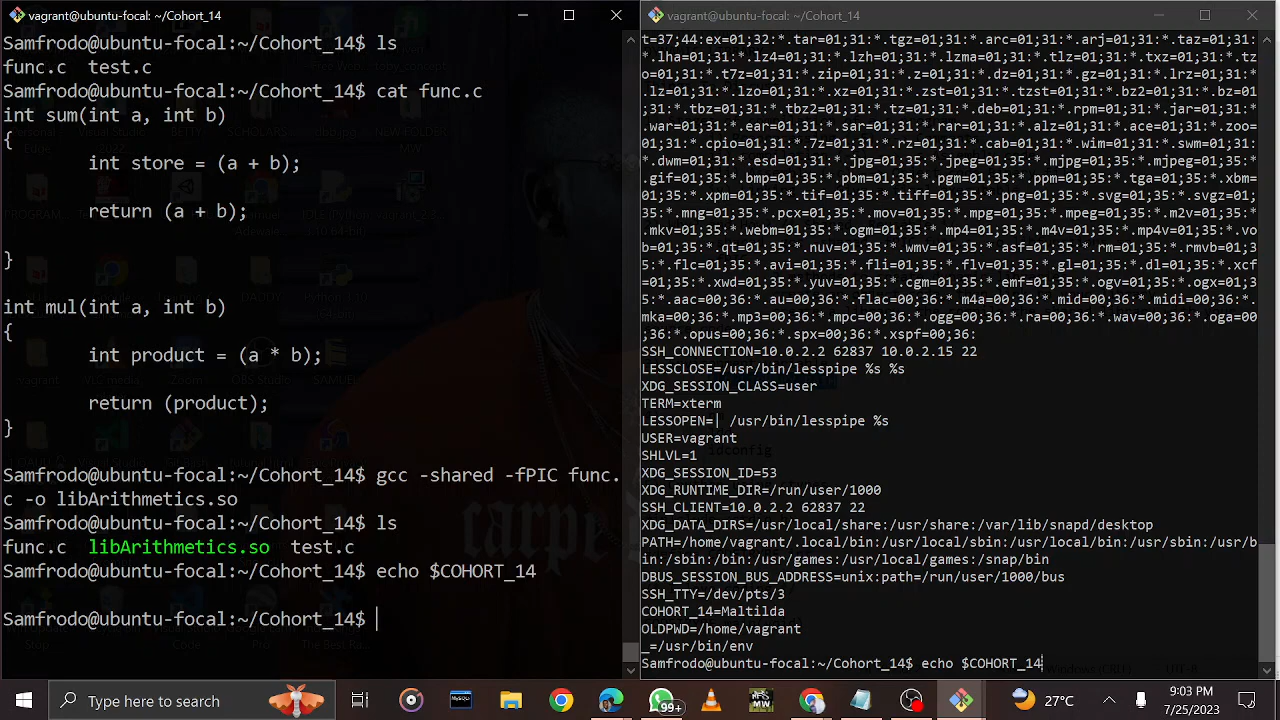 vagrant@ubuntu-focal: ~/Cohort_14
Samfrodo@ubuntu-focal:~/Cohort_14$ ls
func.c  test.c
Samfrodo@ubuntu-focal:~/Cohort_14$ cat func.c
int sum(int a, int b)
{
        int store = (a + b);
        return (a + b);
}
int mul(int a, int b)
{
        int product = (a * b);
        return (product);
}
Samfrodo@ubuntu-focal:~/Cohort_14$ gcc -shared -fPIC func.
c -o libArithmetics.so
Samfrodo@ubuntu-focal:~/Cohort_14$ ls
func.c  libArithmetics.so  test.c
Samfrodo@ubuntu-focal:~/Cohort_14$ echo $COHORT_14
Samfrodo@ubuntu-focal:~/Cohort_14$
vagrant@ubuntu-focal: ~/Cohort_14
t=37;44:ex=01;32:*.tar=01;31:*.tgz=01;31:*.arc=01;31:*.arj=01;31:*.taz=01;31:
*.lha=01;31:*.lz4=01;31:*.lzh=01;31:*.lzma=01;31:*.tlz=01;31:*.txz=01;31:*.tz
o=01;31:*.t7z=01;31:*.zip=01;31:*.z=01;31:*.dz=01;31:*.gz=01;31:*.lrz=01;31:*
.lz=01;31:*.lzo=01;31:*.xz=01;31:*.zst=01;31:*.tzst=01;31:*.bz2=01;31:*.bz=01
;31:*.tbz=01;31:*.tbz2=01;31:*.tz=01;31:*.deb=01;31:*.rpm=01;31:*.jar=01;31:*
.war=01;31:*.ear=01;31:*.sar=01;31:*.rar=01;31:*.alz=01;31:*.ace=01;31:*.zoo=
01;31:*.cpio=01;31:*.7z=01;31:*.rz=01;31:*.cab=01;31:*.wim=01;31:*.swm=01;31:
*.dwm=01;31:*.esd=01;31:*.jpg=01;35:*.jpeg=01;35:*.mjpg=01;35:*.mjpeg=01;35:*
.gif=01;35:*.bmp=01;35:*.pbm=01;35:*.pgm=01;35:*.ppm=01;35:*.tga=01;35:*.xbm=
01;35:*.xpm=01;35:*.tif=01;35:*.tiff=01;35:*.png=01;35:*.svg=01;35:*.svgz=01;
35:*.mng=01;35:*.pcx=01;35:*.mov=01;35:*.mpg=01;35:*.mpeg=01;35:*.m2v=01;35:*
.mkv=01;35:*.webm=01;35:*.ogm=01;35:*.mp4=01;35:*.m4v=01;35:*.mp4v=01;35:*.vo
b=01;35:*.qt=01;35:*.nuv=01;35:*.wmv=01;35:*.asf=01;35:*.rm=01;35:*.rmvb=01;3
5:*.flc=01;35:*.avi=01;35:*.fli=01;35:*.flv=01;35:*.gl=01;35:*.dl=01;35:*.xcf
=01;35:*.xwd=01;35:*.yuv=01;35:*.cgm=01;35:*.emf=01;35:*.ogv=01;35:*.ogx=01;3
5:*.aac=00;36:*.au=00;36:*.flac=00;36:*.m4a=00;36:*.mid=00;36:*.midi=00;36:*.
mka=00;36:*.mp3=00;36:*.mpc=00;36:*.ogg=00;36:*.ra=00;36:*.wav=00;36:*.oga=00
;36:*.opus=00;36:*.spx=00;36:*.xspf=00;36:
SSH_CONNECTION=10.0.2.2 62837 10.0.2.15 22
LESSCLOSE=/usr/bin/lesspipe %s %s
XDG_SESSION_CLASS=user
TERM=xterm
LESSOPEN=| /usr/bin/lesspipe %s
USER=vagrant
SHLVL=1
XDG_SESSION_ID=53
XDG_RUNTIME_DIR=/run/user/1000
SSH_CLIENT=10.0.2.2 62837 22
XDG_DATA_DIRS=/usr/local/share:/usr/share:/var/lib/snapd/desktop
PATH=/home/vagrant/.local/bin:/usr/local/sbin:/usr/local/bin:/usr/sbin:/usr/b
in:/sbin:/bin:/usr/games:/usr/local/games:/snap/bin
DBUS_SESSION_BUS_ADDRESS=unix:path=/run/user/1000/bus
SSH_TTY=/dev/pts/3
COHORT_14=Maltilda
OLDPWD=/home/vagrant
_=/usr/bin/env
Samfrodo@ubuntu-focal:~/Cohort_14$ echo $COHORT_14
Type here to search
99+
27°C
9:03 PM
7/25/2023